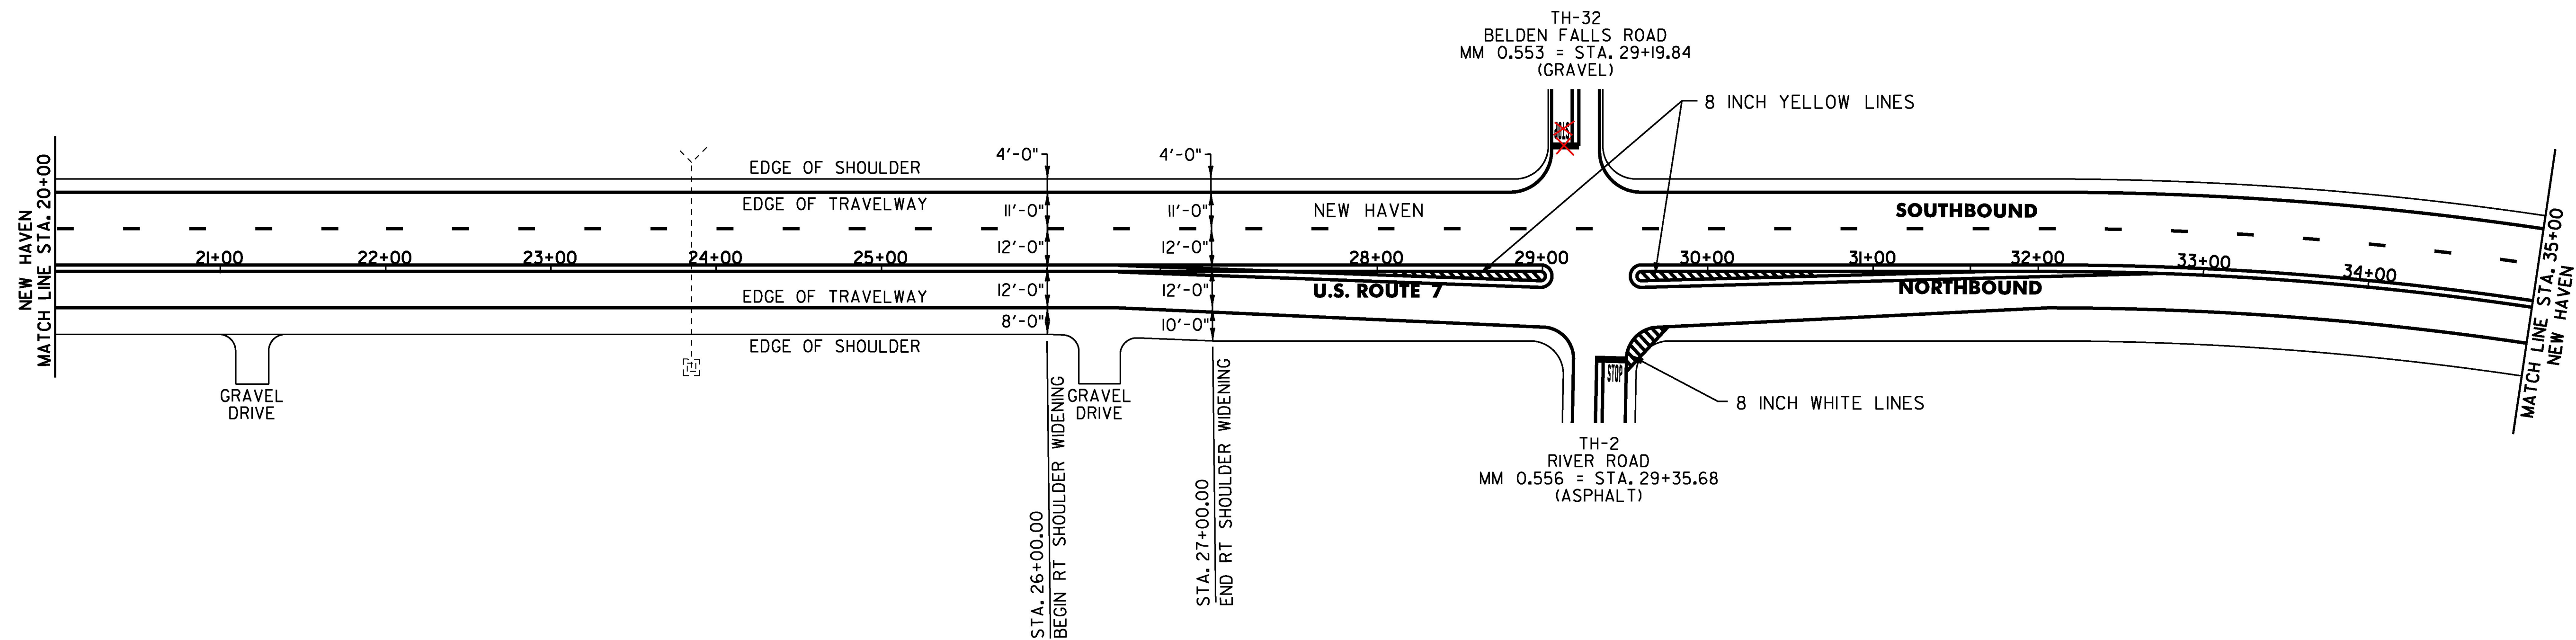 TH-32
BELDEN FALLS ROAD
MM 0.553 = STA. 29+19.84
(GRAVEL)
8 INCH YELLOW LINES
NEW HAVEN
MATCH LINE STA. 20+00
EDGE OF SHOULDER
4'-0"
4'-0"
EDGE OF TRAVELWAY
11'-0"
11'-0"
NEW HAVEN
SOUTHBOUND
12'-0"
12'-0"
21+00
22+00
23+00
24+00
25+00
28+00
29+00
30+00
31+00
32+00
33+00
34+00
EDGE OF TRAVELWAY
12'-0"
12'-0"
U.S. ROUTE 7
NORTHBOUND
8'-0"
10'-0"
EDGE OF SHOULDER
MATCH LINE STA. 35+00
NEW HAVEN
GRAVEL
DRIVE
GRAVEL
DRIVE
STOP
8 INCH WHITE LINES
STA. 26+00.00
BEGIN RT SHOULDER WIDENING
STA. 27+00.00
END RT SHOULDER WIDENING
TH-2
RIVER ROAD
MM 0.556 = STA. 29+35.68
(ASPHALT)